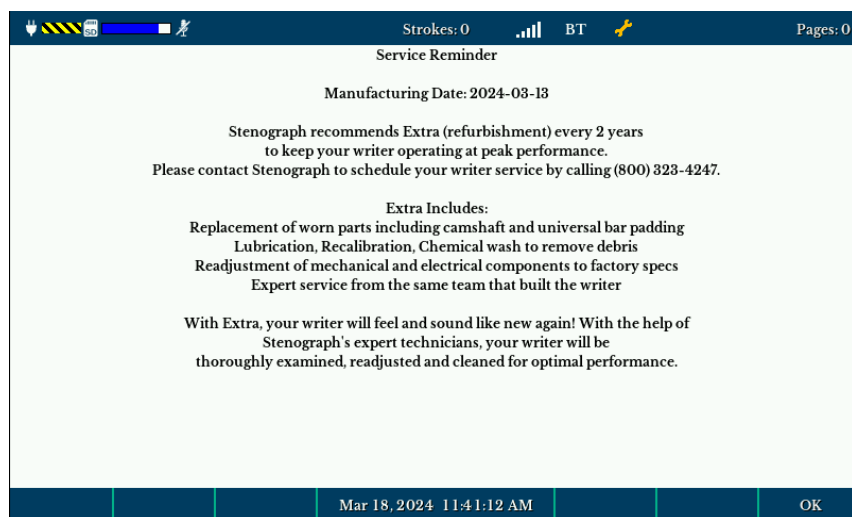 SD
Strokes: 0
BT
Pages: 0
Service Reminder
Manufacturing Date: 2024-03-13
Stenograph recommends Extra (refurbishment) every 2 years
to keep your writer operating at peak performance.
Please contact Stenograph to schedule your writer service by calling (800) 323-4247.
Extra Includes:
Replacement of worn parts including camshaft and universal bar padding
Lubrication, Recalibration, Chemical wash to remove debris
Readjustment of mechanical and electrical components to factory specs
Expert service from the same team that built the writer
With Extra, your writer will feel and sound like new again! With the help of
Stenograph's expert technicians, your writer will be
thoroughly examined, readjusted and cleaned for optimal performance.
Mar 18, 2024 11:41:12 AM
OK